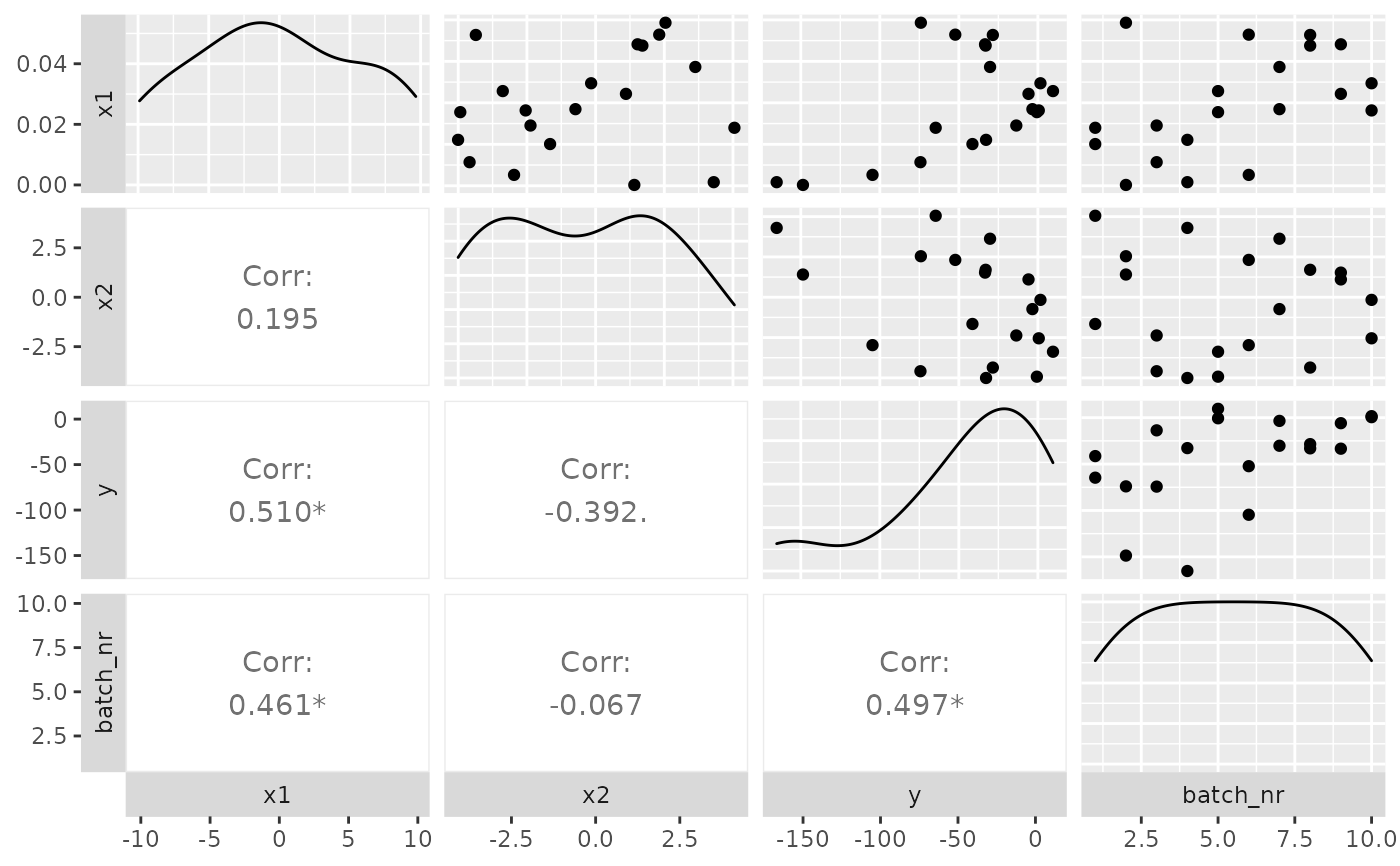 0.04
0.02
0.00
x1
2.5
0.0
-2.5
x2
Corr:
0.195
0
-50
-100
-150
y
Corr:
0.510*
Corr:
-0.392.
10.0
7.5
5.0
2.5
batch_nr
Corr:
0.461*
Corr:
-0.067
Corr:
0.497*
x1 x2 y batch_nr
-10 -5 0 5 10 -2.5 0.0 2.5 -150 -100 -50 0 2.5 5.0 7.5 10.0